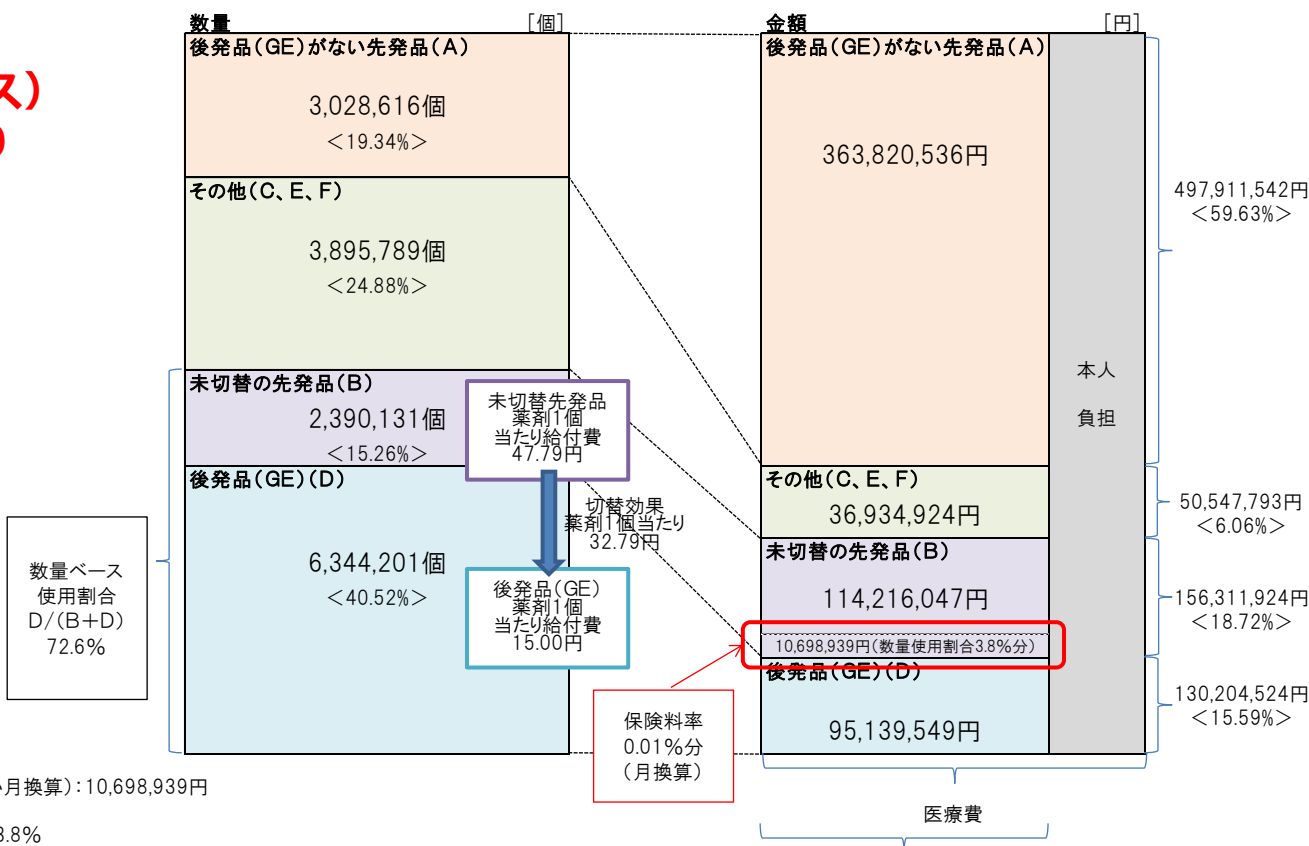 ス)
)
数量 [個]
後発品(GE)がない先発品(A)
3,028,616個
<19.34%>
その他(C、E、F)
3,895,789個
<24.88%>
未切替の先発品(B)
2,390,131個
<15.26%>
後発品(GE)(D)
6,344,201個
<40.52%>
数量ベース
使用割合
D/(B+D)
72.6%
未切替先発品
薬剤1個
当たり給付費
47.79円
切替効果
薬剤1個当たり
32.79円
後発品(GE)
薬剤1個
当たり給付費
15.00円
金額 [円]
後発品(GE)がない先発品(A)
363,820,536円
その他(C、E、F)
36,934,924円
未切替の先発品(B)
114,216,047円
10,698,939円(数量使用割合3.8%分)
後発品(GE)(D)
95,139,549円
本人
負担
497,911,542円
<59.63%>
50,547,793円
<6.06%>
156,311,924円
<18.72%>
130,204,524円
<15.59%>
保険料率
0.01%分
(月換算)
医療費
月換算):10,698,939円
3.8%